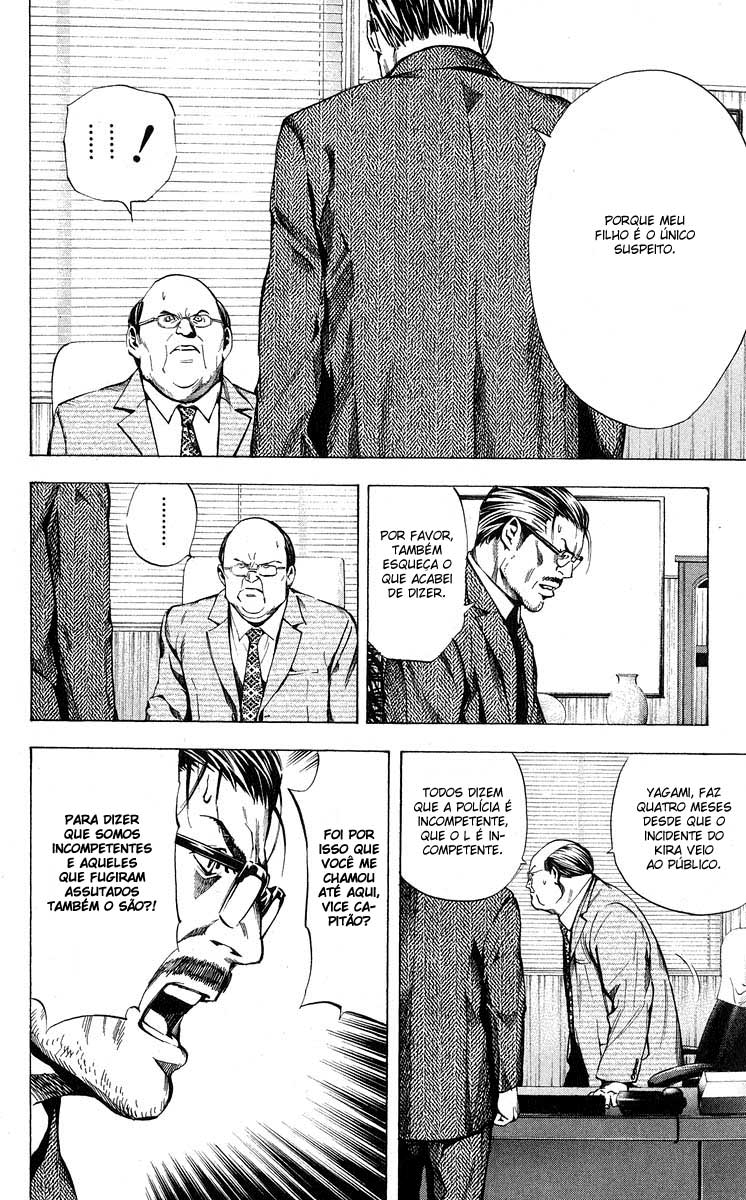 PORQUE MEU
FILHO É O ÚNICO
SUSPEITO.
......!
POR FAVOR,
TAMBÉM
ESQUEÇA O
QUE ACABEI
DE DIZER.
......
YAGAMI, FAZ
QUATRO MESES
DESDE QUE O
INCIDENTE DO
KIRA VEIO
AO PÚBLICO.
TODOS DIZEM
QUE A POLÍCIA É
INCOMPETENTE,
QUE O L É IN-
COMPETENTE.
FOI POR
ISSO QUE
VOCÊ ME
CHAMOU
ATÉ AQUI,
VICE CA-
PITÃO?
PARA DIZER
QUE SOMOS
INCOMPETENTES
E AQUELES
QUE FUGIRAM
ASSUTADOS
TAMBÉM O SÃO?!